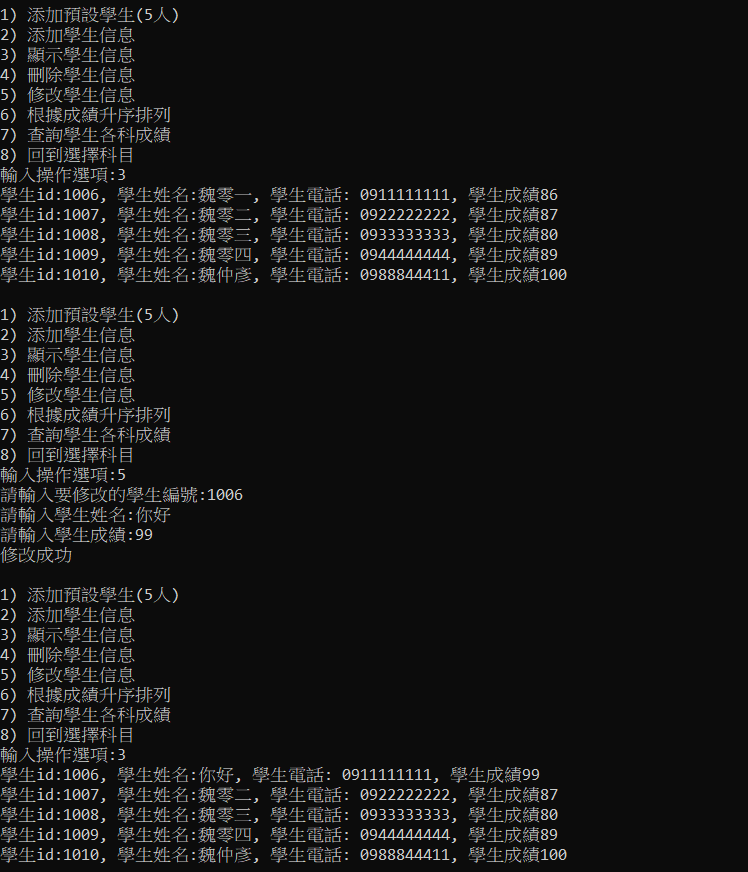 1) 添加預設學生(5人)
2) 添加學生信息
3) 顯示學生信息
4) 刪除學生信息
5) 修改學生信息
6) 根據成績升序排列
7) 查詢學生各科成績
8) 回到選擇科目
輸入操作選項:3
學生id:1006, 學生姓名:魏零一, 學生電話: 0911111111, 學生成績86
學生id:1007, 學生姓名:魏零二, 學生電話: 0922222222, 學生成績87
學生id:1008, 學生姓名:魏零三, 學生電話: 0933333333, 學生成績80
學生id:1009, 學生姓名:魏零四, 學生電話: 0944444444, 學生成績89
學生id:1010, 學生姓名:魏仲彥, 學生電話: 0988844411, 學生成績100
1) 添加預設學生(5人)
2) 添加學生信息
3) 顯示學生信息
4) 刪除學生信息
5) 修改學生信息
6) 根據成績升序排列
7) 查詢學生各科成績
8) 回到選擇科目
輸入操作選項:5
請輸入要修改的學生編號:1006
請輸入學生姓名:你好
請輸入學生成績:99
修改成功
1) 添加預設學生(5人)
2) 添加學生信息
3) 顯示學生信息
4) 刪除學生信息
5) 修改學生信息
6) 根據成績升序排列
7) 查詢學生各科成績
8) 回到選擇科目
輸入操作選項:3
學生id:1006, 學生姓名:你好, 學生電話: 0911111111, 學生成績99
學生id:1007, 學生姓名:魏零二, 學生電話: 0922222222, 學生成績87
學生id:1008, 學生姓名:魏零三, 學生電話: 0933333333, 學生成績80
學生id:1009, 學生姓名:魏零四, 學生電話: 0944444444, 學生成績89
學生id:1010, 學生姓名:魏仲彥, 學生電話: 0988844411, 學生成績100